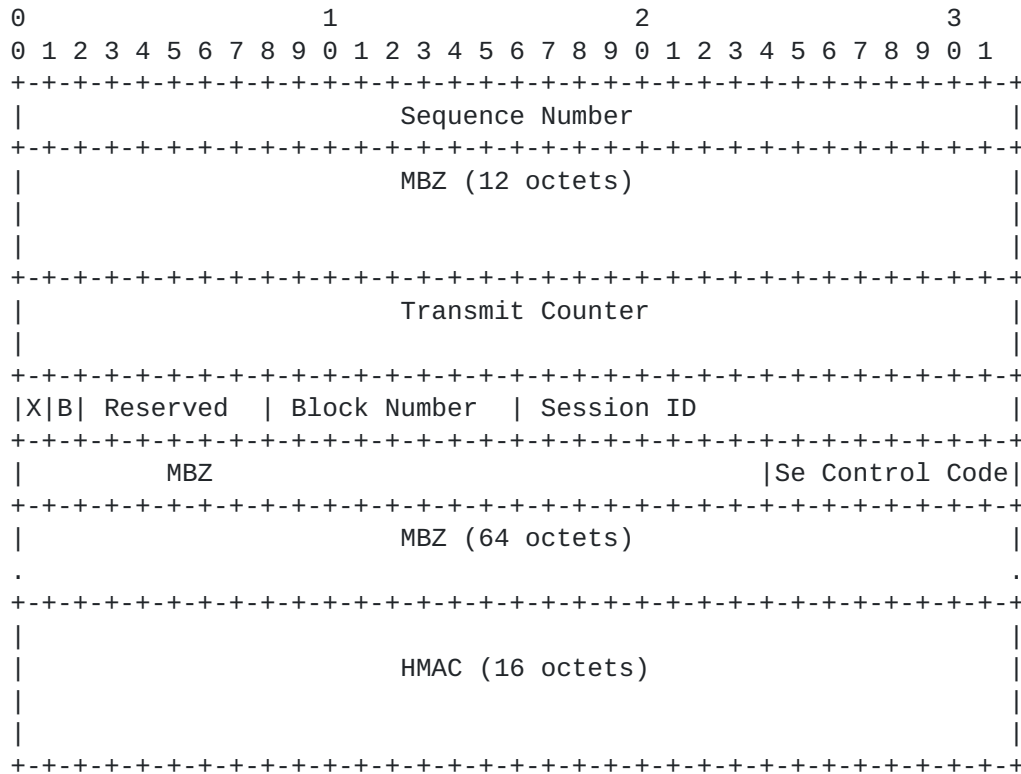 0                   1                   2                   3
0 1 2 3 4 5 6 7 8 9 0 1 2 3 4 5 6 7 8 9 0 1 2 3 4 5 6 7 8 9 0 1
+-+-+-+-+-+-+-+-+-+-+-+-+-+-+-+-+-+-+-+-+-+-+-+-+-+-+-+-+-+-+-+-+
|                        Sequence Number                        |
+-+-+-+-+-+-+-+-+-+-+-+-+-+-+-+-+-+-+-+-+-+-+-+-+-+-+-+-+-+-+-+-+
|                        MBZ (12 octets)                        |
|                                                               |
|                                                               |
+-+-+-+-+-+-+-+-+-+-+-+-+-+-+-+-+-+-+-+-+-+-+-+-+-+-+-+-+-+-+-+-+
|                        Transmit Counter                       |
|                                                               |
+-+-+-+-+-+-+-+-+-+-+-+-+-+-+-+-+-+-+-+-+-+-+-+-+-+-+-+-+-+-+-+-+
|X|B| Reserved  | Block Number  | Session ID                    |
+-+-+-+-+-+-+-+-+-+-+-+-+-+-+-+-+-+-+-+-+-+-+-+-+-+-+-+-+-+-+-+-+
|         MBZ                                   |Se Control Code|
+-+-+-+-+-+-+-+-+-+-+-+-+-+-+-+-+-+-+-+-+-+-+-+-+-+-+-+-+-+-+-+-+
|                        MBZ (64 octets)                        |
.                                                               .
+-+-+-+-+-+-+-+-+-+-+-+-+-+-+-+-+-+-+-+-+-+-+-+-+-+-+-+-+-+-+-+-+
|                                                               |
|                        HMAC (16 octets)                       |
|                                                               |
|                                                               |
+-+-+-+-+-+-+-+-+-+-+-+-+-+-+-+-+-+-+-+-+-+-+-+-+-+-+-+-+-+-+-+-+